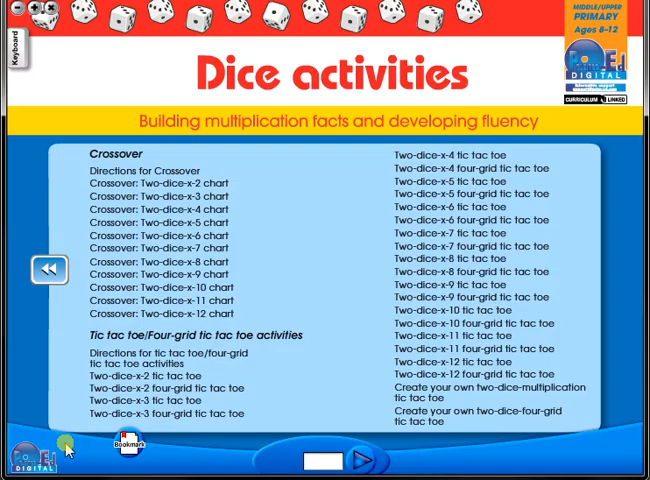 MIDDLE/UPPER
PRIMARY
Ages 8-12
Keyboard
DIGITAL
CURRICULUM LINKED
Dice activities
Building multiplication facts and developing fluency
Crossover
Directions for Crossover
Crossover: Two-dice-x-2 chart
Crossover: Two-dice-x-3 chart
Crossover: Two-dice-x-4 chart
Crossover: Two-dice-x-5 chart
Crossover: Two-dice-x-6 chart
Crossover: Two-dice-x-7 chart
Crossover: Two-dice-x-8 chart
Crossover: Two-dice-x-9 chart
Crossover: Two-dice-x-10 chart
Crossover: Two-dice-x-11 chart
Crossover: Two-dice-x-12 chart
Tic tac toe/Four-grid tic tac toe activities
Directions for tic tac toe/four-grid
tic tac toe activities
Two-dice-x-2 tic tac toe
Two-dice-x-2 four-grid tic tac toe
Two-dice-x-3 tic tac toe
Two-dice-x-3 four-grid tic tac toe
Two-dice-x-4 tic tac toe
Two-dice-x-4 four-grid tic tac toe
Two-dice-x-5 tic tac toe
Two-dice-x-5 four-grid tic tac toe
Two-dice-x-6 tic tac toe
Two-dice-x-6 four-grid tic tac toe
Two-dice-x-7 tic tac toe
Two-dice-x-7 four-grid tic tac toe
Two-dice-x-8 tic tac toe
Two-dice-x-8 four-grid tic tac toe
Two-dice-x-9 tic tac toe
Two-dice-x-9 four-grid tic tac toe
Two-dice-x-10 tic tac toe
Two-dice-x-10 four-grid tic tac toe
Two-dice-x-11 tic tac toe
Two-dice-x-11 four-grid tic tac toe
Two-dice-x-12 tic tac toe
Two-dice-x-12 four-grid tic tac toe
Create your own two-dice-multiplication
tic tac toe
Create your own two-dice-four-grid
tic tac toe
Bookmark
DIGITAL